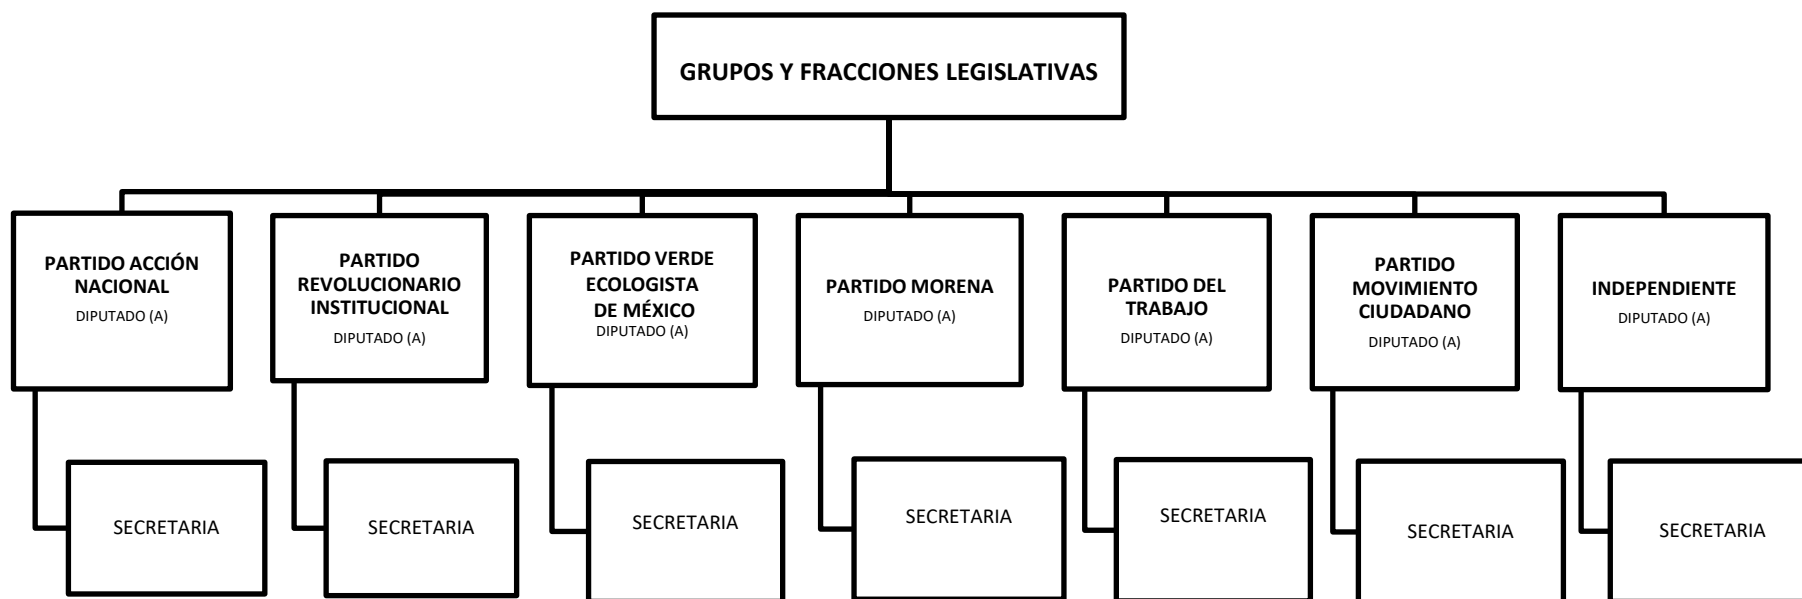 GRUPOS Y FRACCIONES LEGISLATIVAS
PARTIDO ACCIÓN
NACIONAL
DIPUTADO (A)
PARTIDO
REVOLUCIONARIO
INSTITUCIONAL
DIPUTADO (A)
PARTIDO VERDE
ECOLOGISTA
DE MÉXICO
DIPUTADO (A)
PARTIDO MORENA
DIPUTADO (A)
PARTIDO DEL
TRABAJO
DIPUTADO (A)
PARTIDO
MOVIMIENTO
CIUDADANO
DIPUTADO (A)
INDEPENDIENTE
DIPUTADO (A)
SECRETARIA
SECRETARIA
SECRETARIA
SECRETARIA
SECRETARIA
SECRETARIA
SECRETARIA